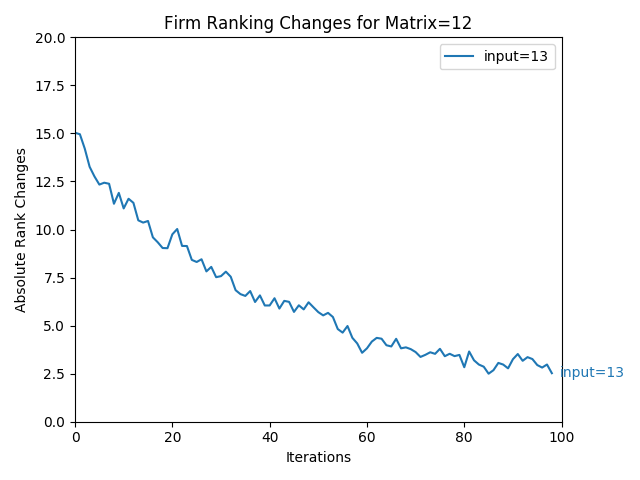 Firm Ranking Changes for Matrix=12
20.0
17.5
15.0
12.5
10.0
7.5
5.0
2.5
0.0
Absolute Rank Changes
input=13
input=13
0 20 40 60 80 100
Iterations